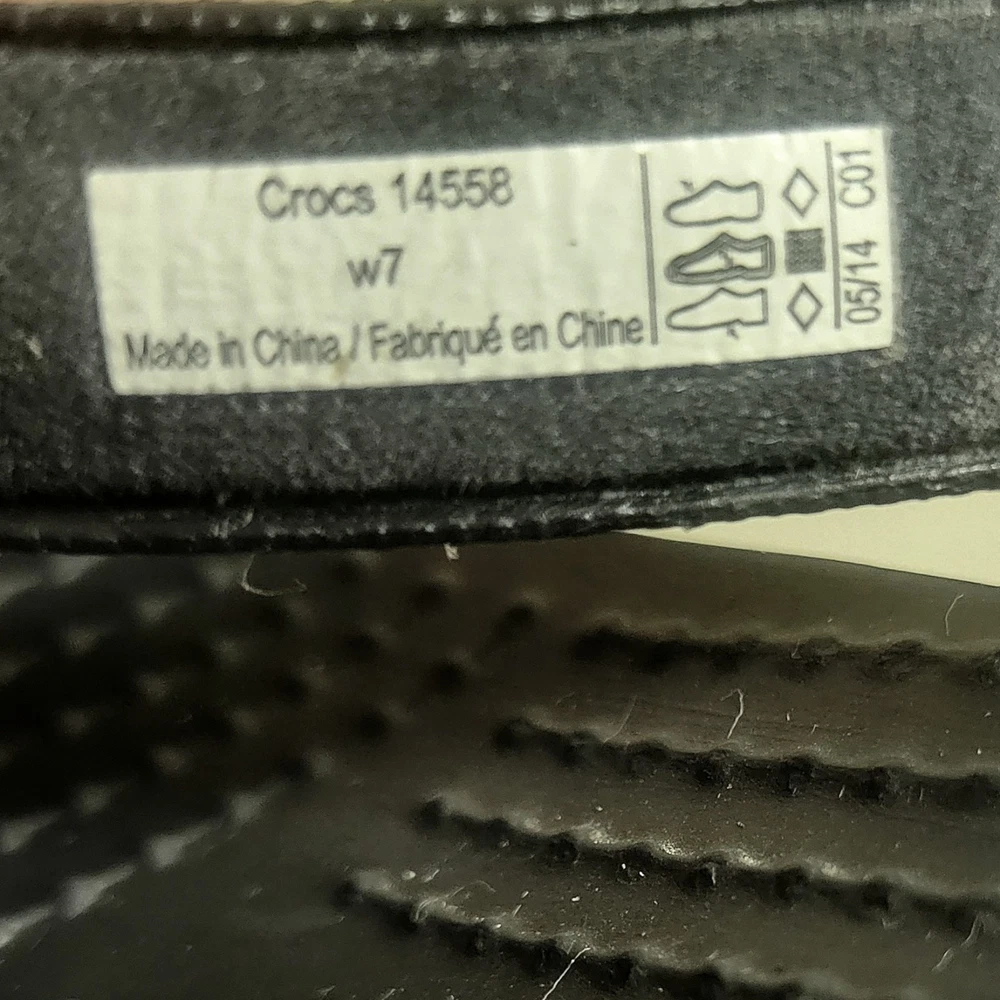 Crocs 14558
w7
Made in China / Fabriqué en Chine
05/14 C01